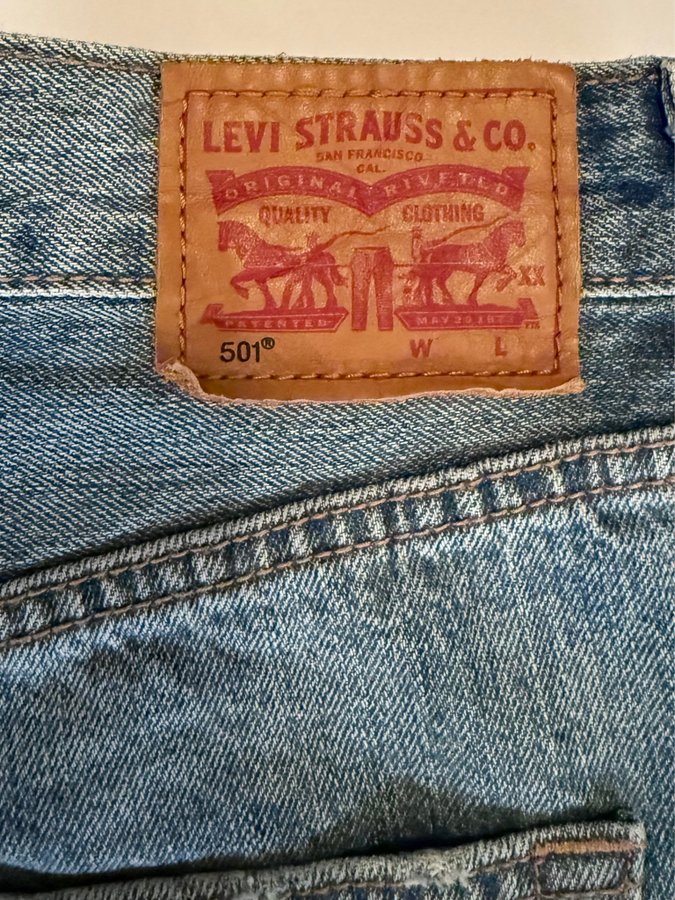 LEVI STRAUSS & CO.
SAN FRANCISCO
CAL.
ORIGINAL RIVETED
QUALITY CLOTHING
XX
PATENTED MAY 20 1873
501® W L